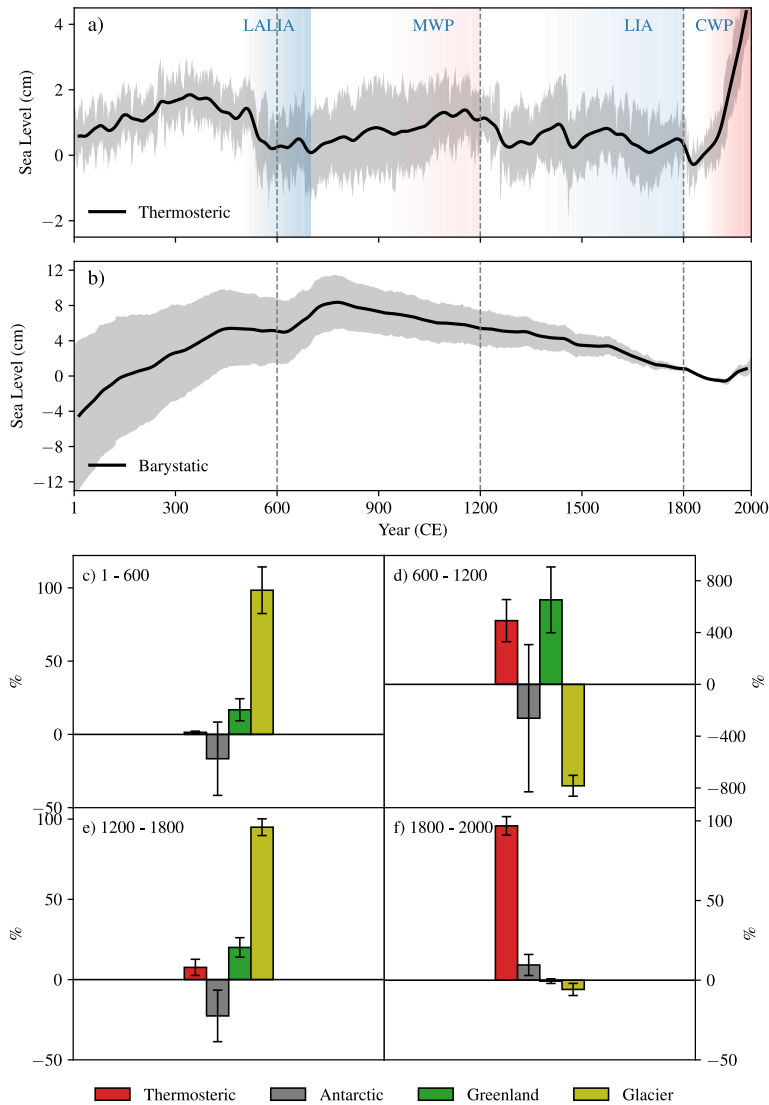 a)
LALIA
MWP
LIA
CWP
4
2
0
−2
Sea Level (cm)
Thermosteric
b)
12
8
4
0
−4
−8
−12
Sea Level (cm)
Barystatic
1
300
600
900
1200
1500
1800
2000
Year (CE)
c) 1 - 600
100
50
0
−50
%
d) 600 - 1200
800
400
0
−400
−800
%
e) 1200 - 1800
100
50
0
−50
%
f) 1800 - 2000
100
50
0
−50
%
Thermosteric
Antarctic
Greenland
Glacier